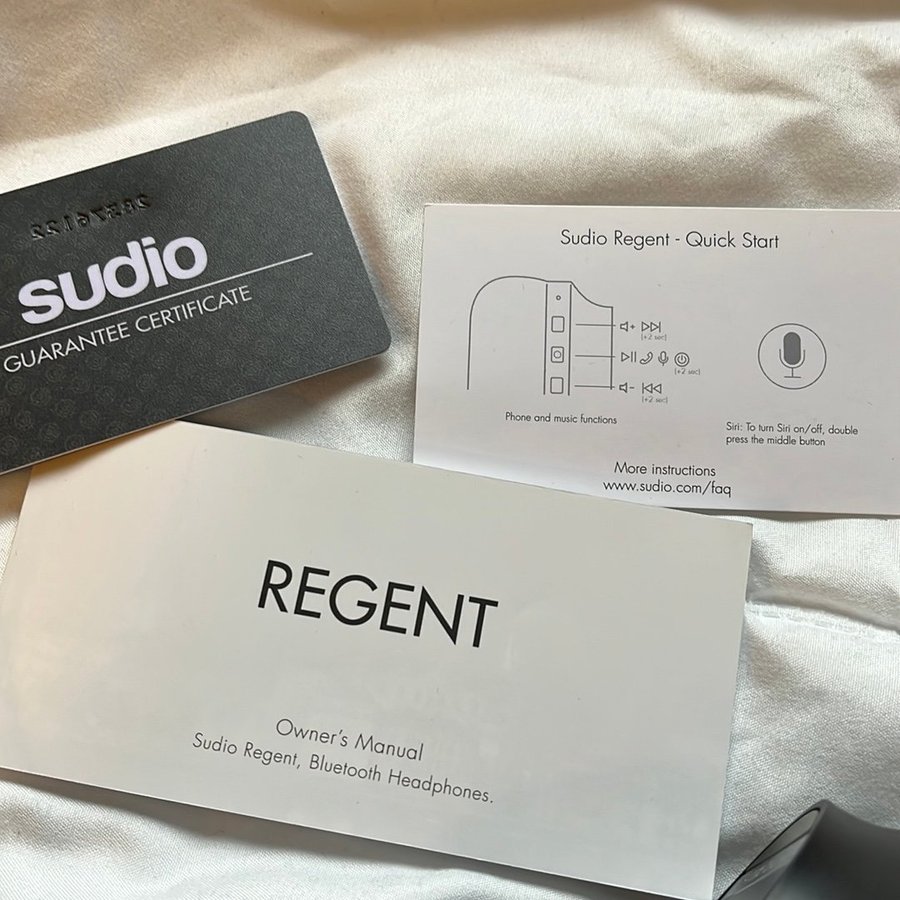 sudio
GUARANTEE CERTIFICATE
Sudio Regent - Quick Start
(+2 sec)
(+2 sec)
(+2 sec)
Phone and music functions
Siri: To turn Siri on/off, double
press the middle button
More instructions
www.sudio.com/faq
REGENT
Owner's Manual
Sudio Regent, Bluetooth Headphones.